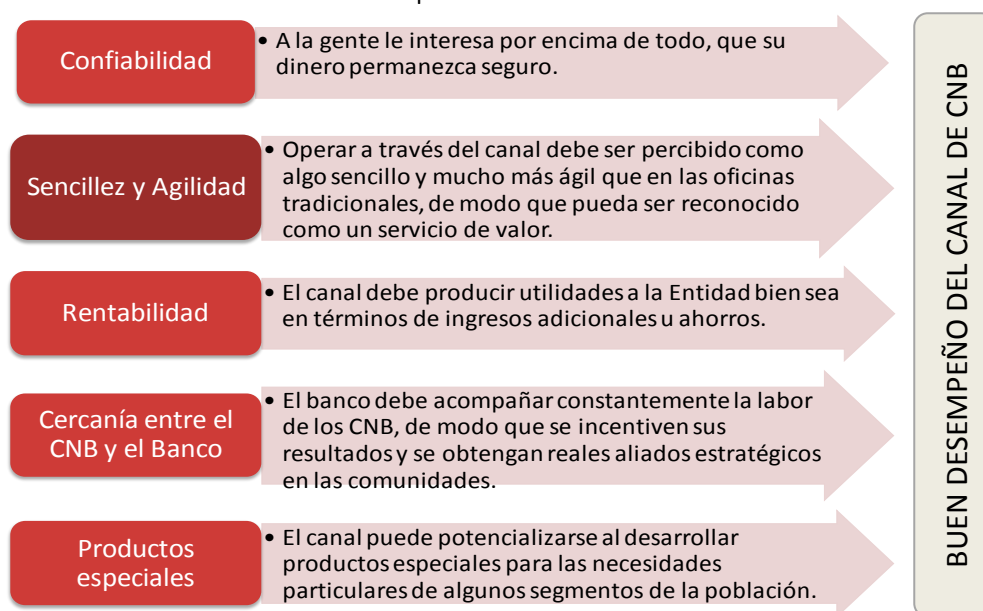 Confiabilidad
• A la gente le interesa por encima de todo, que su
dinero permanezca seguro.
Sencillez y Agilidad
• Operar a través del canal debe ser percibido como
algo sencillo y mucho más ágil que en las oficinas
tradicionales, de modo que pueda ser reconocido
como un servicio de valor.
Rentabilidad
• El canal debe producir utilidades a la Entidad bien sea
en términos de ingresos adicionales u ahorros.
Cercanía entre el
CNB y el Banco
• El banco debe acompañar constantemente la labor
de los CNB, de modo que se incentiven sus
resultados y se obtengan reales aliados estratégicos
en las comunidades.
Productos
especiales
• El canal puede potencializarse al desarrollar
productos especiales para las necesidades
particulares de algunos segmentos de la población.
BUEN DESEMPEÑO DEL CANAL DE CNB